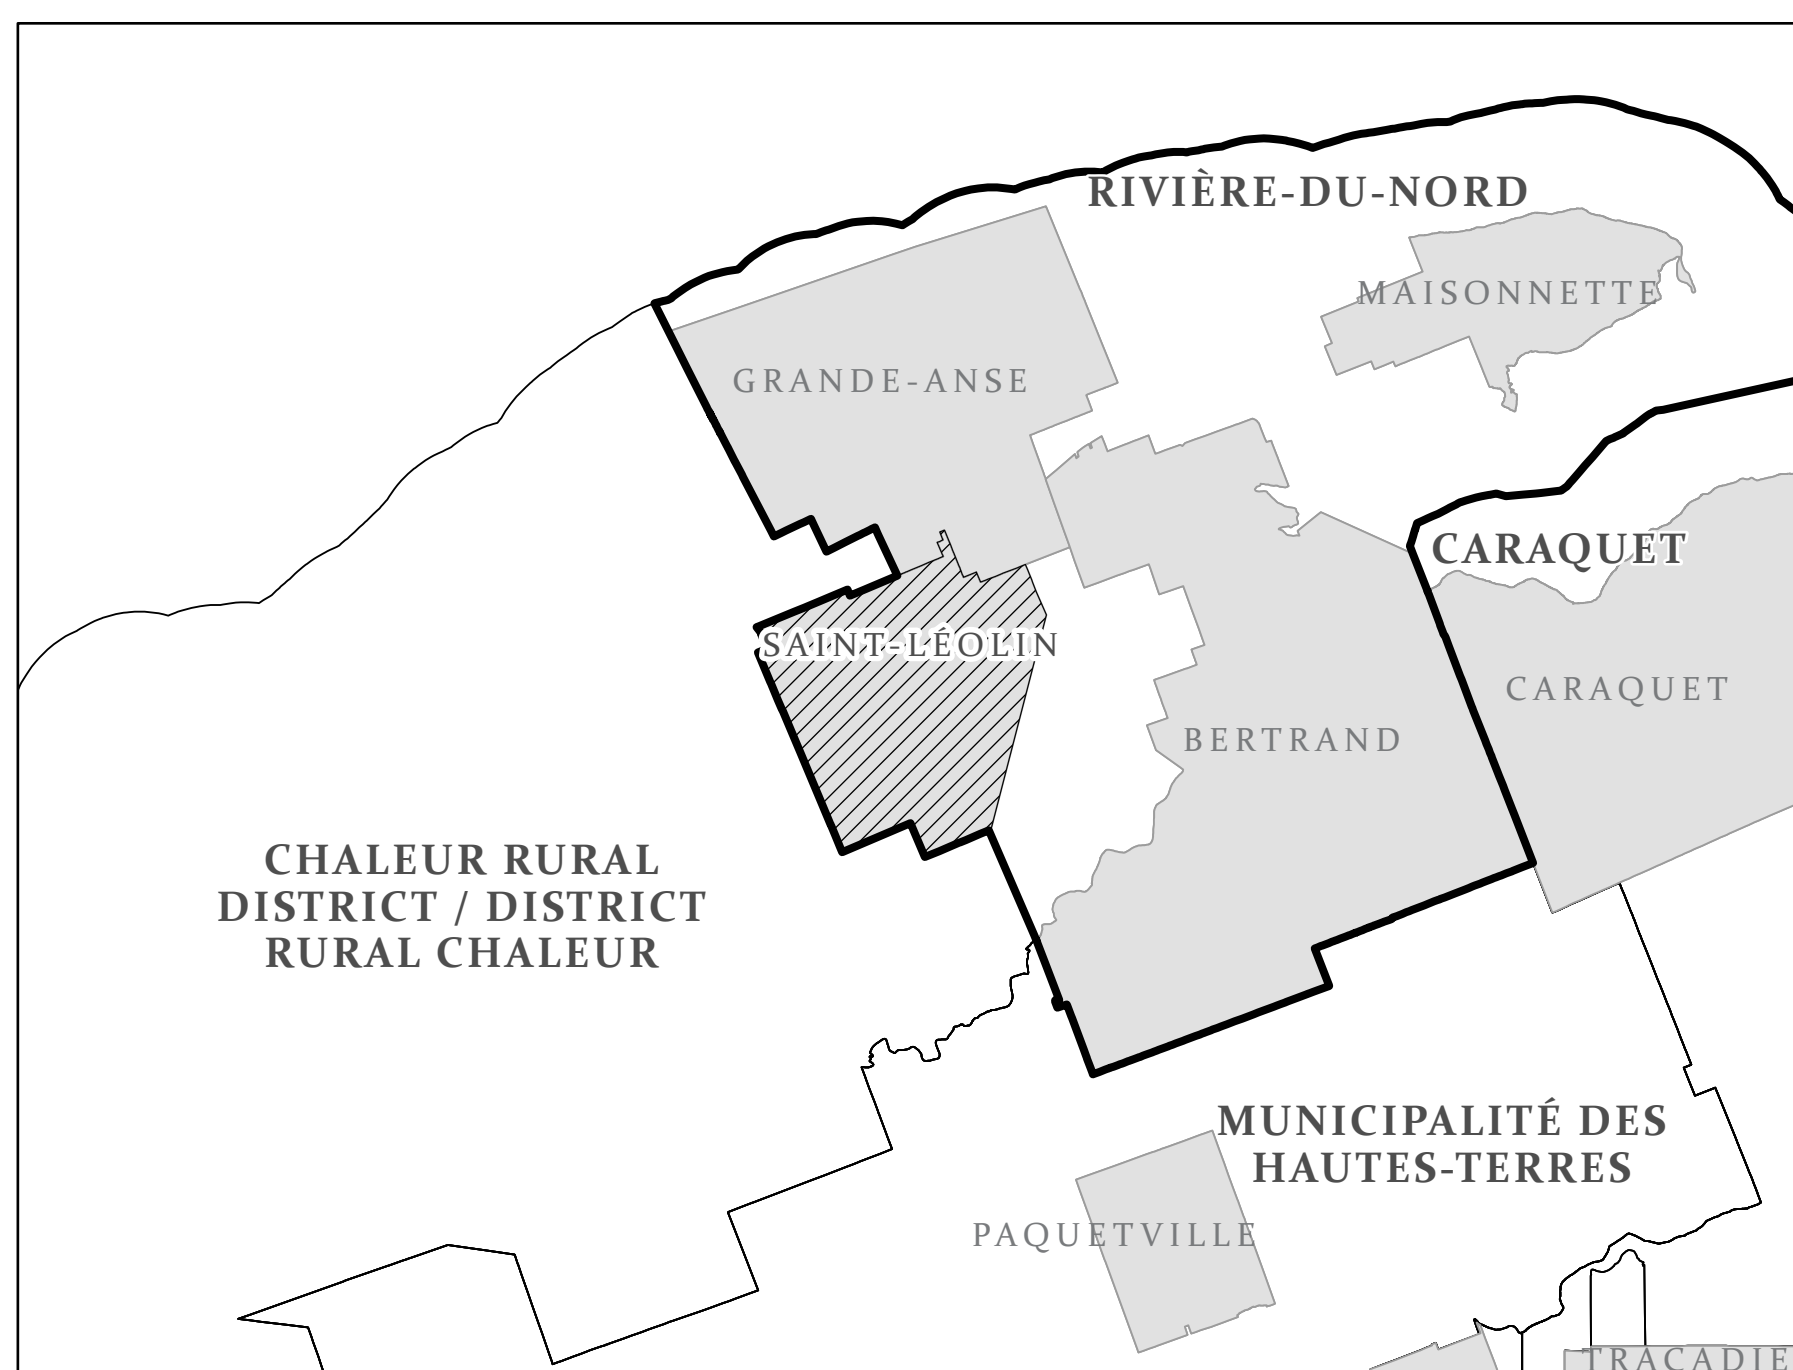 RIVIÈRE-DU-NORD
MAISONNETTE
GRANDE-ANSE
CARAQUET
SAINT-LÉOLIN
CARAQUET
BERTRAND
CHALEUR RURAL
DISTRICT / DISTRICT
RURAL CHALEUR
MUNICIPALITÉ DES
HAUTES-TERRES
PAQUETVILLE
TRACADIE